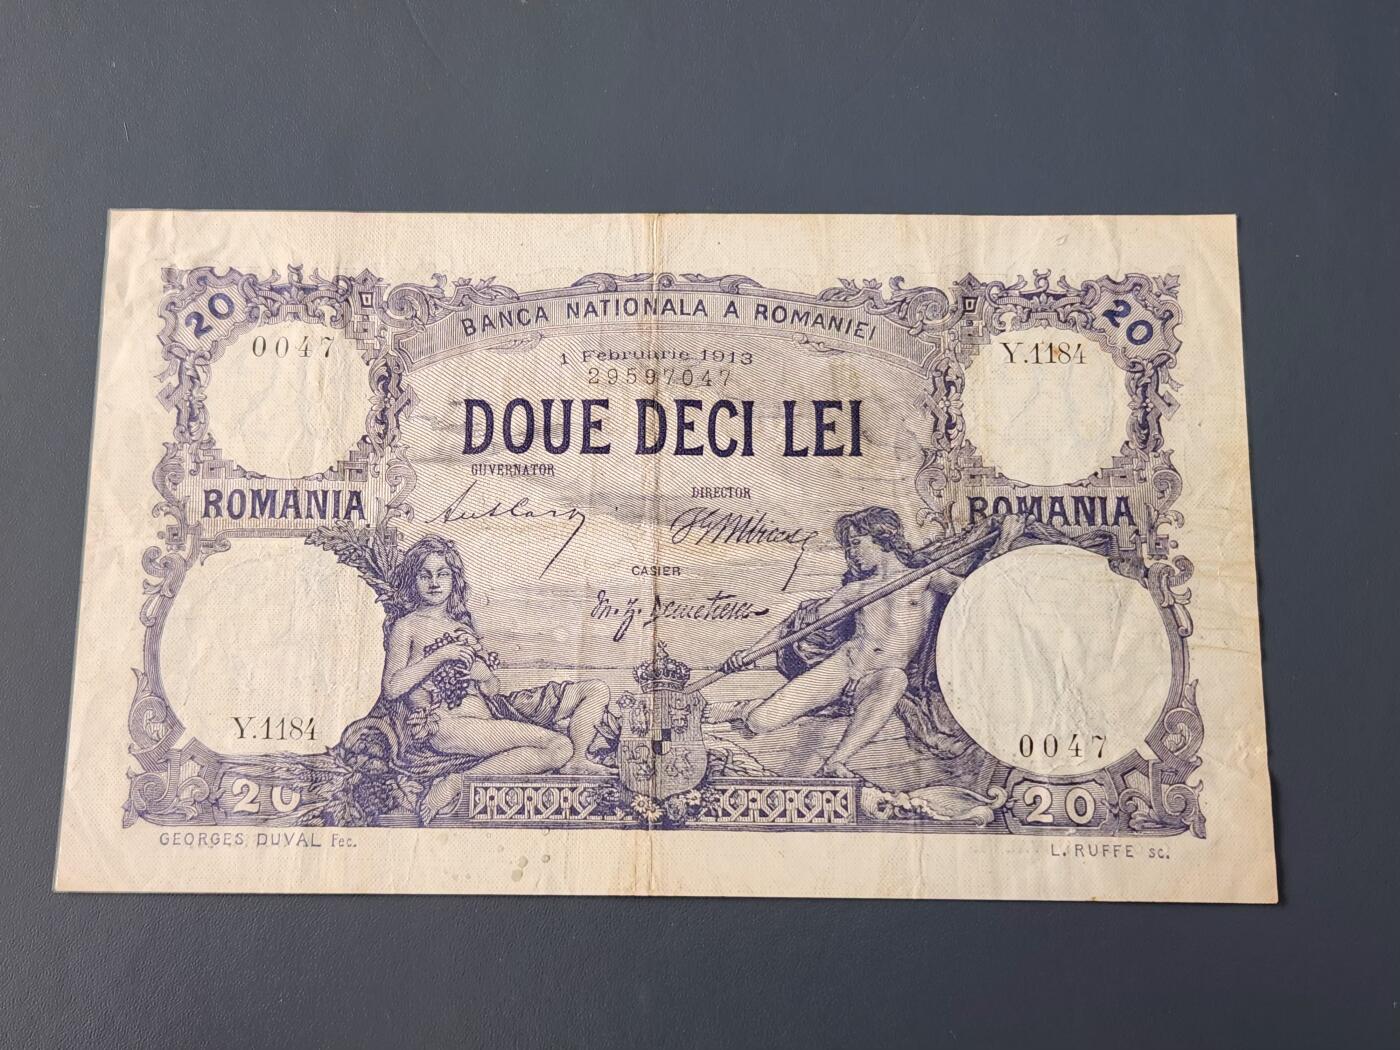 20
20
BANCA NATIONALA A ROMANIEI
0047
1 Februarie 1913
Y.1184
29597047
DOUE DECI LEI
GUVERNATOR
DIRECTOR
ROMANIA
ROMANIA
CASIER
Y.1184
0047
20
20
GEORGES DUVAL Fec.
L. RUFFE sc.